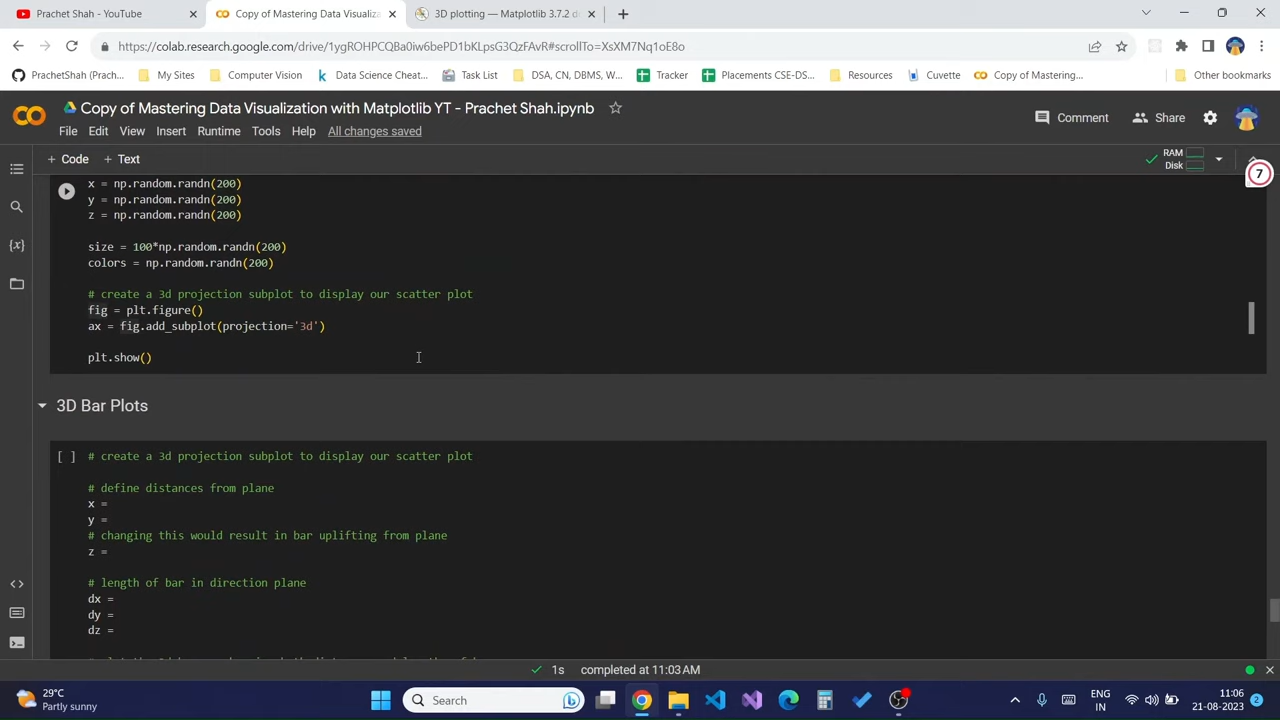 Prachet Shah - YouTube
Copy of Mastering Data Visualiza
3D plotting — Matplotlib 3.7.2 d
https://colab.research.google.com/drive/1ygROHPCQBa0iw6bePD1bKLpsG3QzFAvR#scrollTo=XsXM7Nq1oE8o
PrachetShah (Prach...
My Sites
Computer Vision
Data Science Cheat...
Task List
DSA, CN, DBMS, W...
Tracker
Placements CSE-DS...
Resources
Cuvette
Copy of Mastering...
Other bookmarks
Copy of Mastering Data Visualization with Matplotlib YT - Prachet Shah.ipynb
Comment
Share
File Edit View Insert Runtime Tools Help All changes saved
+ Code + Text
RAM
Disk
7
x = np.random.randn(200)
y = np.random.randn(200)
z = np.random.randn(200)
size = 100*np.random.randn(200)
colors = np.random.randn(200)
# create a 3d projection subplot to display our scatter plot
fig = plt.figure()
ax = fig.add_subplot(projection='3d')
plt.show()
3D Bar Plots
[ ] # create a 3d projection subplot to display our scatter plot
# define distances from plane
x =
y =
# changing this would result in bar uplifting from plane
z =
# length of bar in direction plane
dx =
dy =
dz =
1s completed at 11:03 AM
29°C
Partly sunny
Search
ENG
IN
11:06
21-08-2023
2